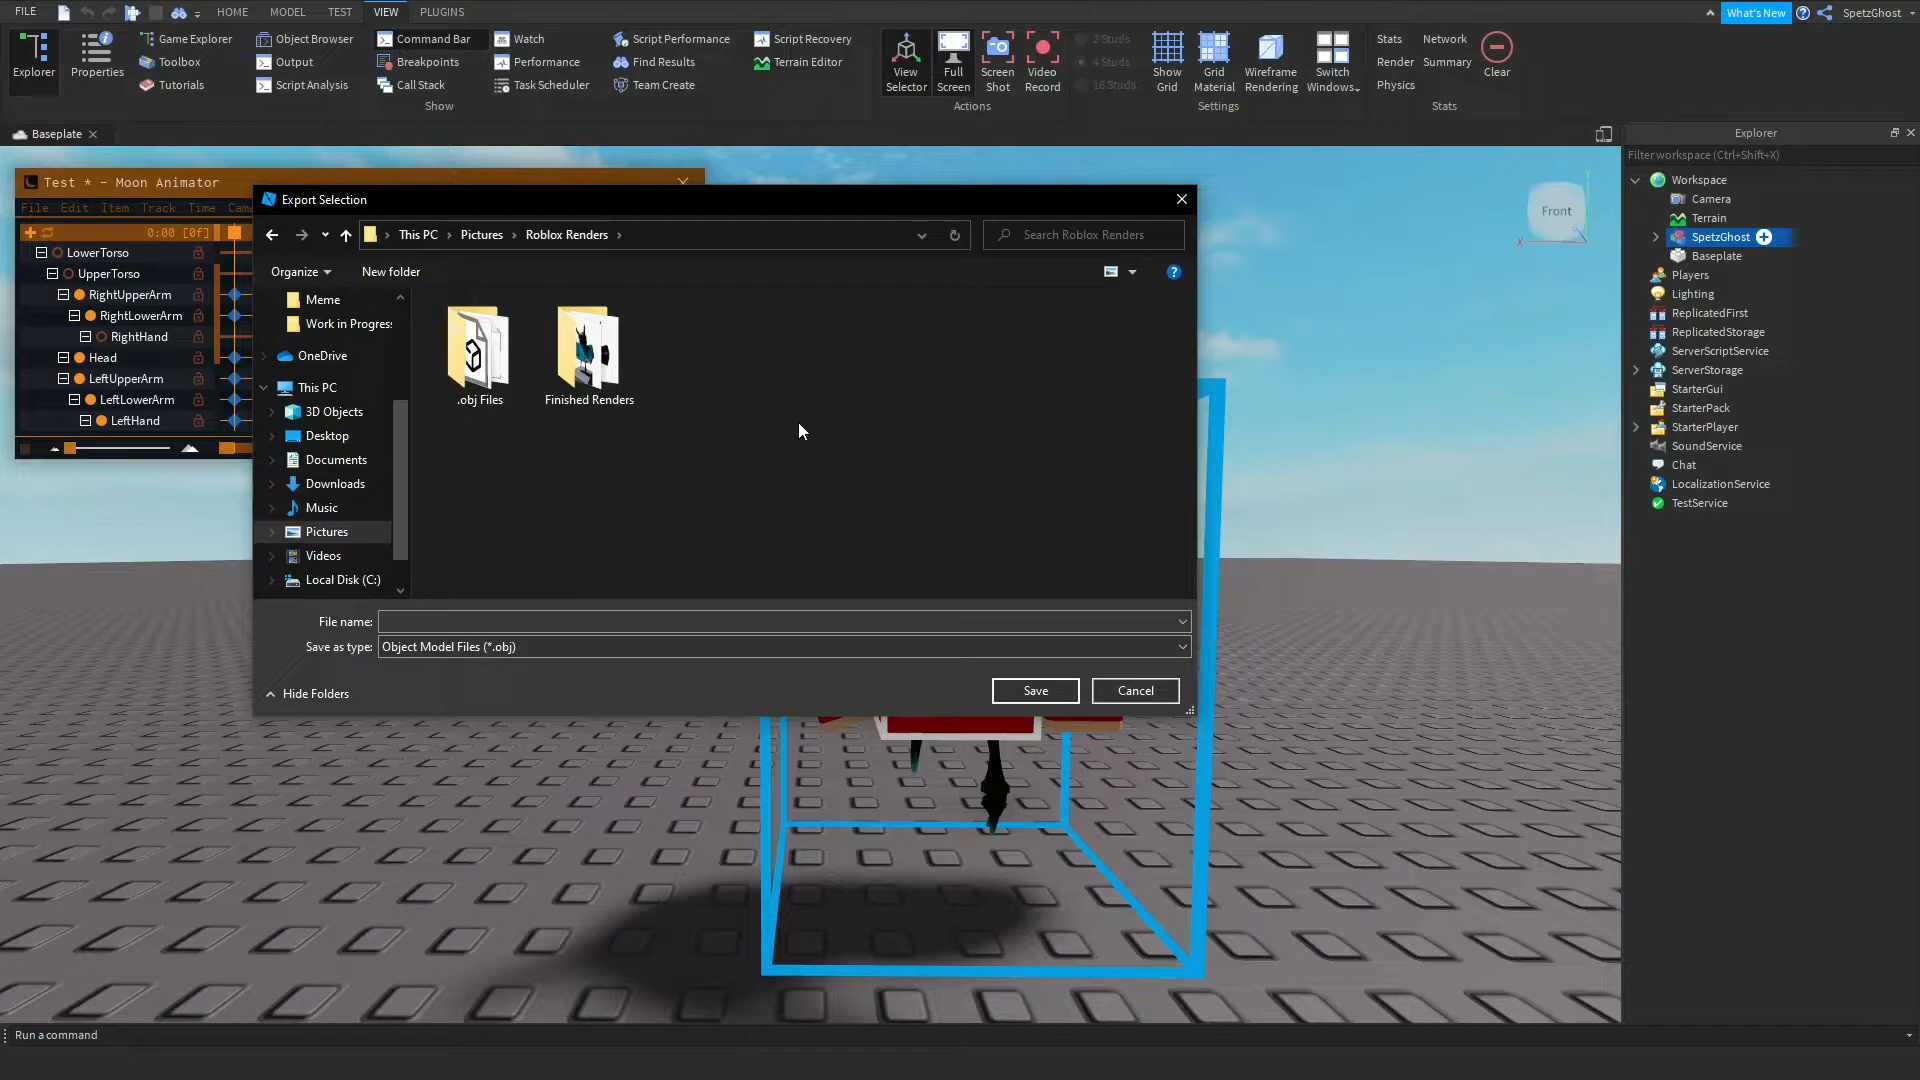 FILE HOME MODEL TEST VIEW PLUGINS What's New SpetzGhost
Explorer
Properties
Game Explorer
Toolbox
Tutorials
Object Browser
Output
Script Analysis
Command Bar
Breakpoints
Call Stack
Watch
Performance
Task Scheduler
Script Performance
Find Results
Team Create
Script Recovery
Terrain Editor
Show
View
Selector
Full
Screen
Screen
Shot
Video
Record
Actions
2 Studs
4 Studs
16 Studs
Show
Grid
Grid
Material
Wireframe
Rendering
Switch
Windows
Settings
Stats
Render
Physics
Network
Summary
Clear
Stats
Baseplate
Test * - Moon Animator
File Edit Item Track Time Came
0:00 [0f]
LowerTorso
UpperTorso
RightUpperArm
RightLowerArm
RightHand
Head
LeftUpperArm
LeftLowerArm
LeftHand
Export Selection
This PC
Pictures
Roblox Renders
Search Roblox Renders
Organize
New folder
Meme
Work in Progres
OneDrive
This PC
3D Objects
Desktop
Documents
Downloads
Music
Pictures
Videos
Local Disk (C:)
.obj Files
Finished Renders
File name:
Save as type: Object Model Files (*.obj)
Hide Folders
Save
Cancel
Front
X
Y
Explorer
Filter workspace (Ctrl+Shift+X)
Workspace
Camera
Terrain
SpetzGhost
Baseplate
Players
Lighting
ReplicatedFirst
ReplicatedStorage
ServerScriptService
ServerStorage
StarterGui
StarterPack
StarterPlayer
SoundService
Chat
LocalizationService
TestService
Run a command